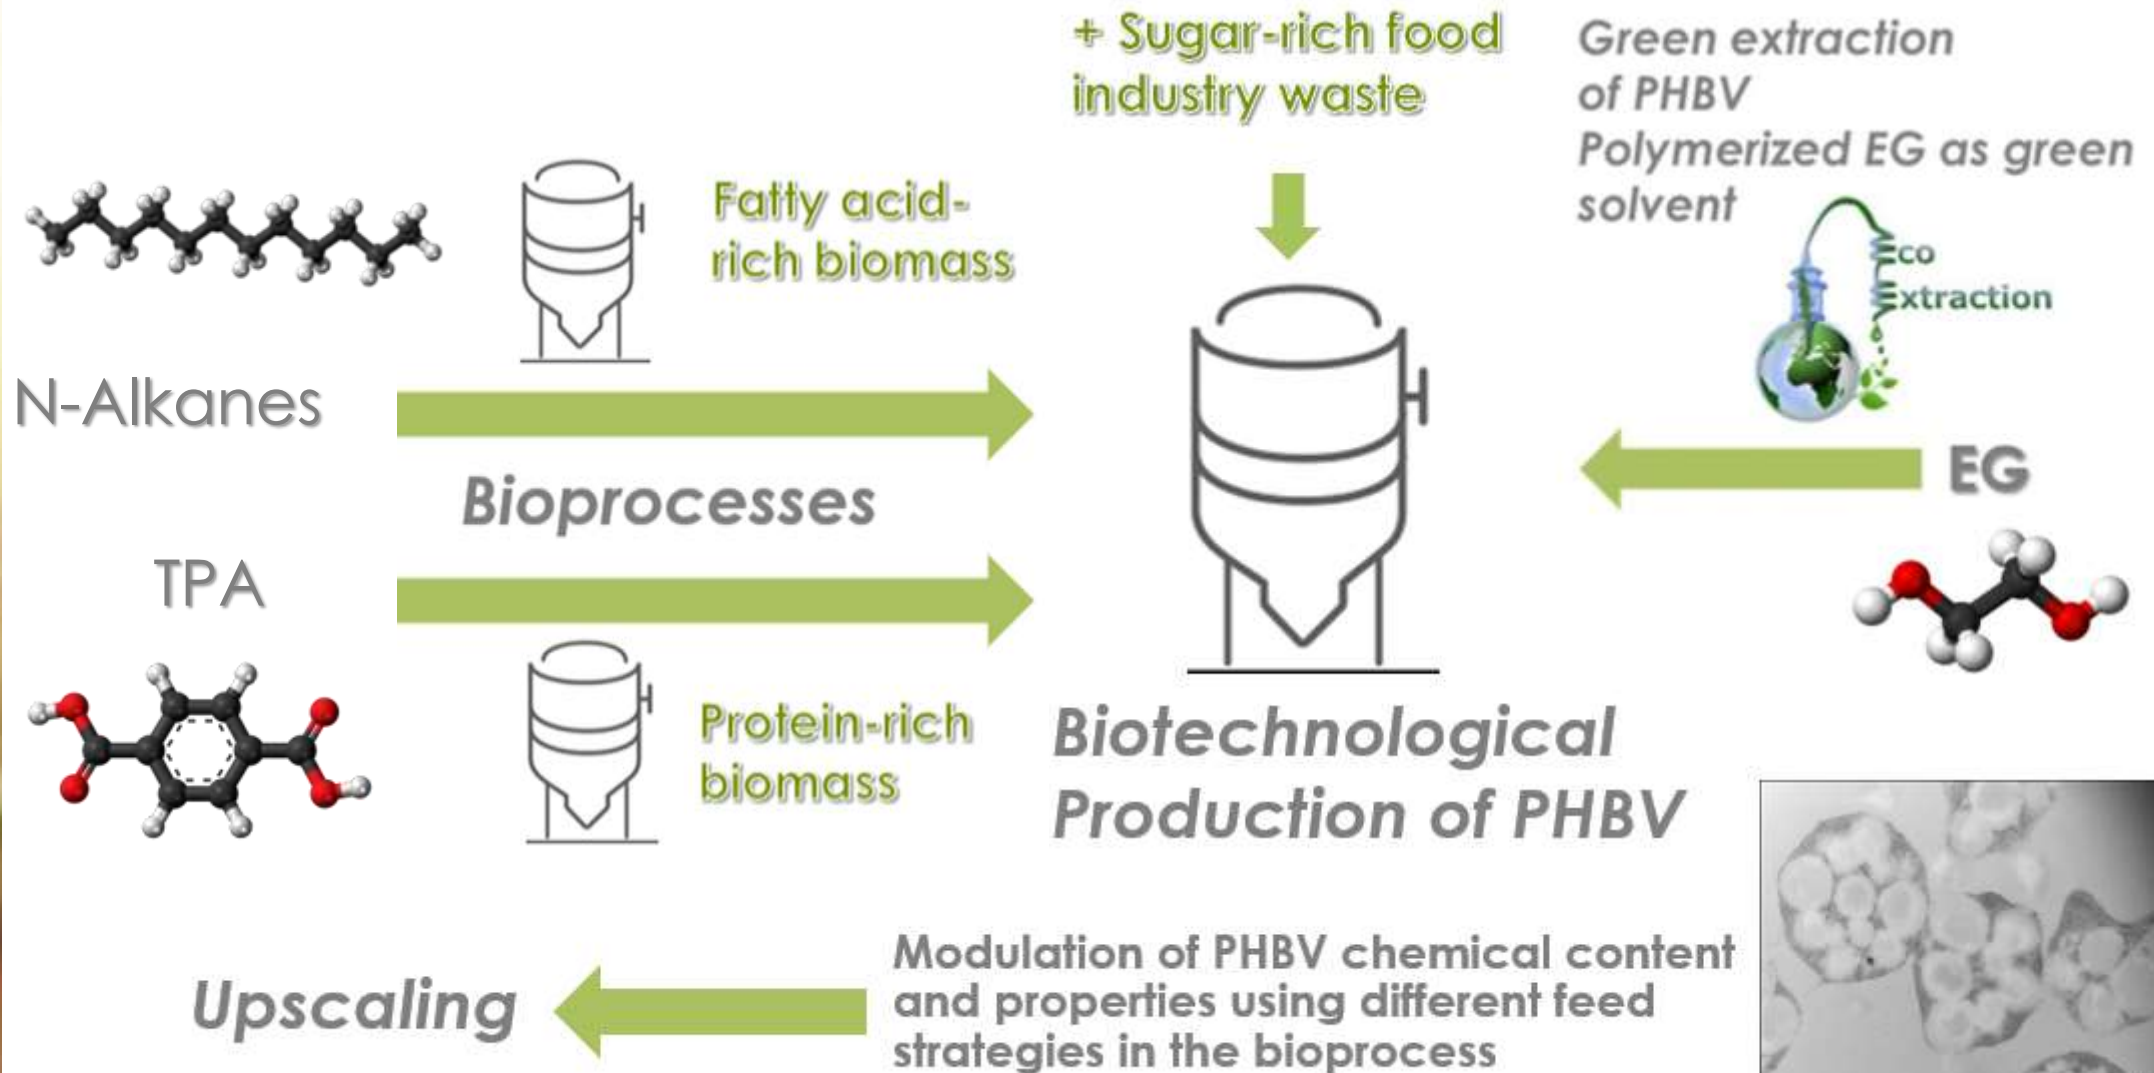 + Sugar-rich food
industry waste
Green extraction
of PHBV
Polymerized EG as green
solvent
Fatty acid-
rich biomass
Eco
Extraction
N-Alkanes
EG
Bioprocesses
TPA
Protein-rich
biomass
Biotechnological
Production of PHBV
Upscaling
Modulation of PHBV chemical content
and properties using different feed
strategies in the bioprocess